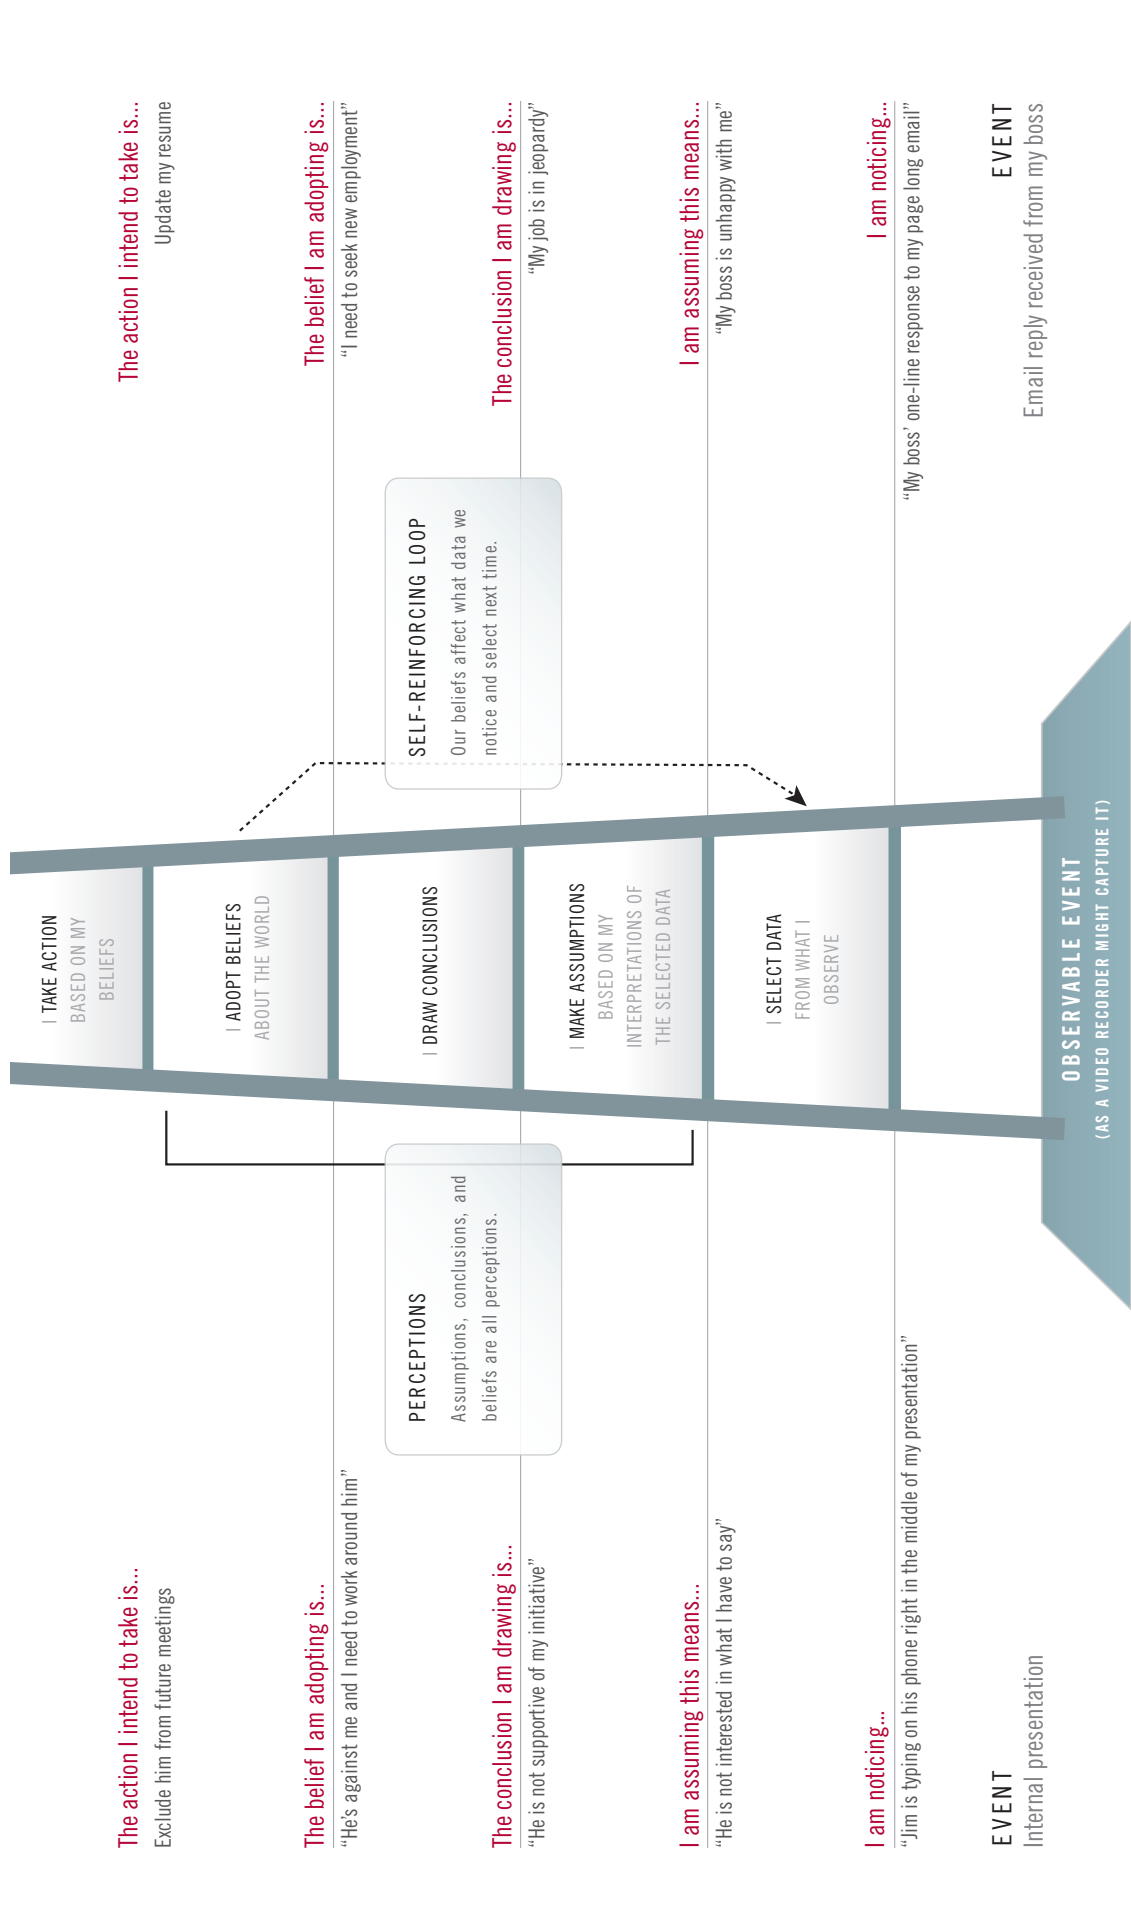 The action I intend to take is...
Exclude him from future meetings
The belief I am adopting is...
“He’s against me and I need to work around him”
The conclusion I am drawing is...
“He is not supportive of my initiative”
I am assuming this means...
“He is not interested in what I have to say”
I am noticing...
“Jim is typing on his phone right in the middle of my presentation”
EVENT
Internal presentation
PERCEPTIONS
Assumptions, conclusions, and
beliefs are all perceptions.
I TAKE ACTION
BASED ON MY
BELIEFS
I ADOPT BELIEFS
ABOUT THE WORLD
I DRAW CONCLUSIONS
I MAKE ASSUMPTIONS
BASED ON MY
INTERPRETATIONS OF
THE SELECTED DATA
I SELECT DATA
FROM WHAT I
OBSERVE
OBSERVABLE EVENT
(AS A VIDEO RECORDER MIGHT CAPTURE IT)
SELF-REINFORCING LOOP
Our beliefs affect what data we
notice and select next time.
The action I intend to take is...
Update my resume
The belief I am adopting is...
“I need to seek new employment”
The conclusion I am drawing is...
“My job is in jeopardy”
I am assuming this means...
“My boss is unhappy with me”
I am noticing...
“My boss’ one-line response to my page long email”
EVENT
Email reply received from my boss